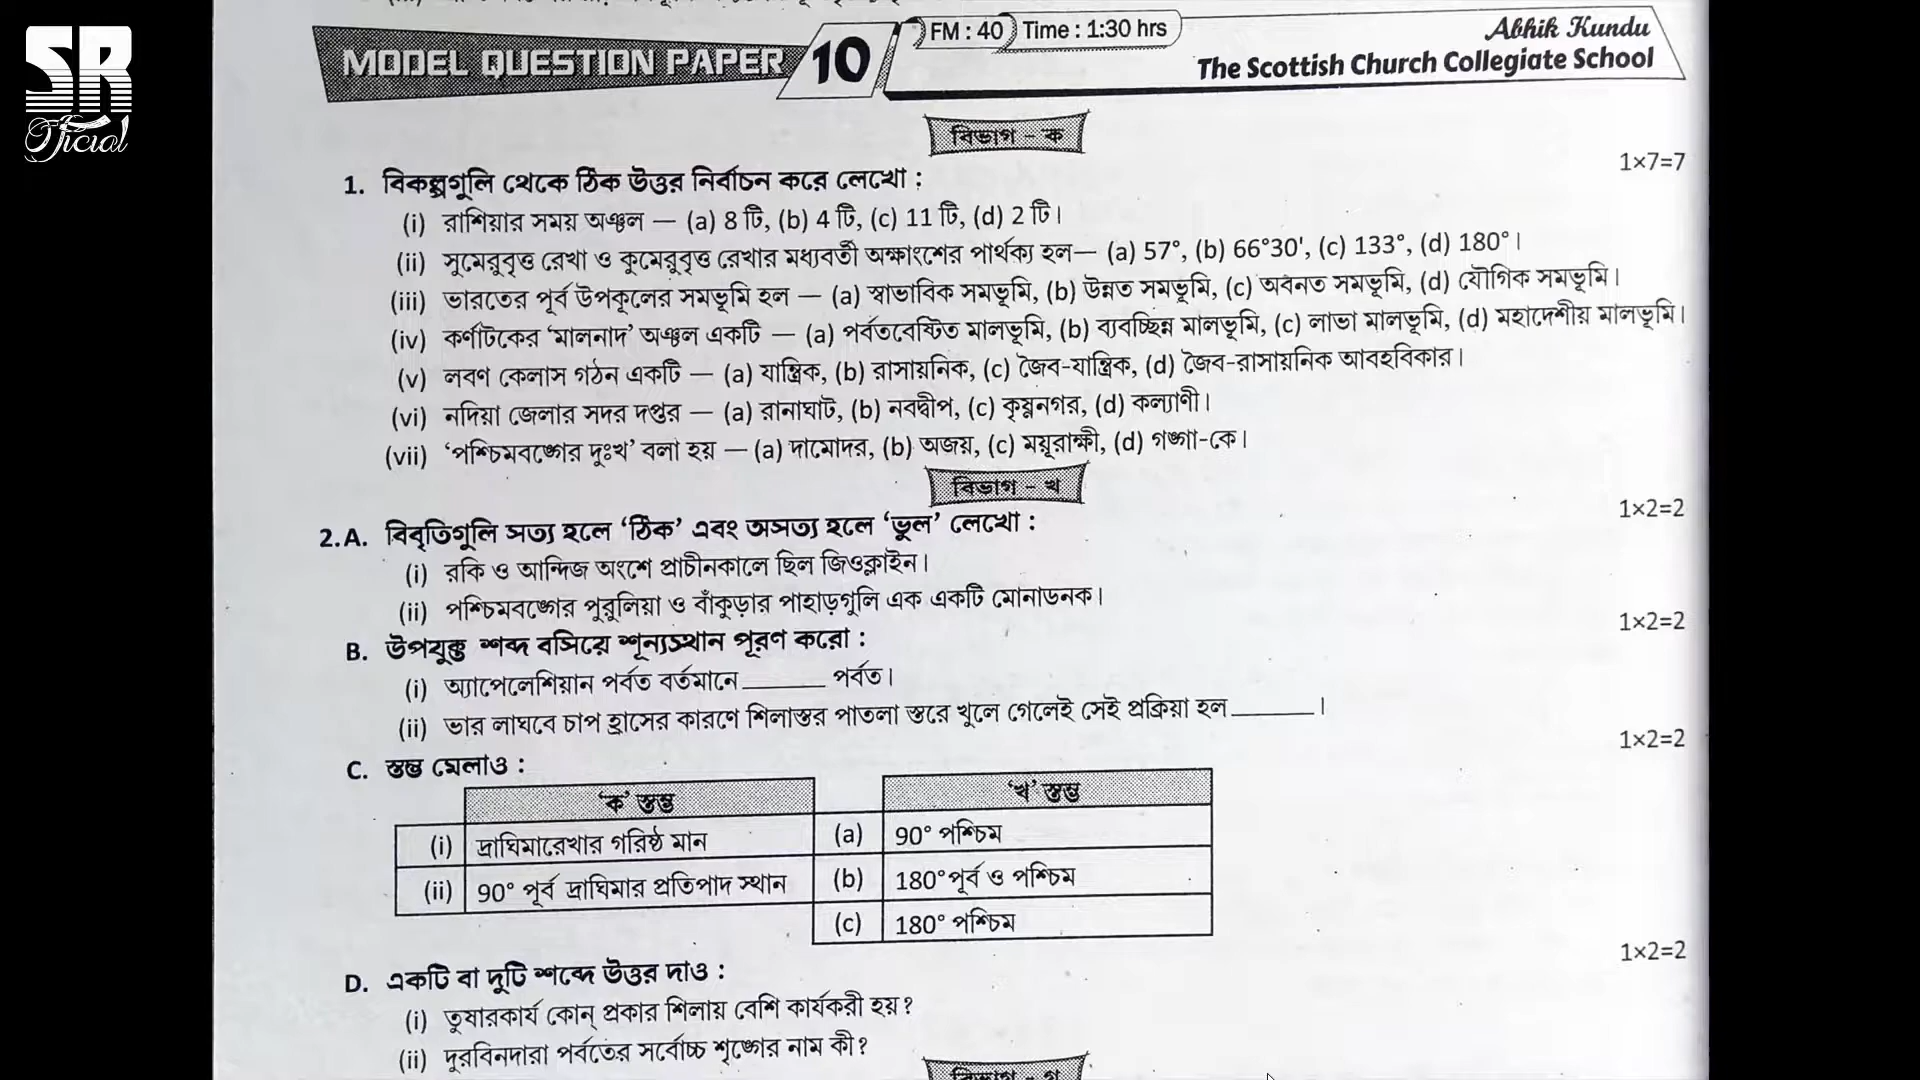 SR
Official
MODEL QUESTION PAPER 10
FM : 40 Time : 1:30 hrs
Abhik Kundu
The Scottish Church Collegiate School
বিভাগ - ক
1. বিকল্পগুলি থেকে ঠিক উত্তর নির্বাচন করে লেখো : 1×7=7
(i) রাশিয়ার সময় অঞ্চল — (a) 8 টি, (b) 4 টি, (c) 11 টি, (d) 2 টি।
(ii) সুমেরুবৃত্ত রেখা ও কুমেরুবৃত্ত রেখার মধ্যবর্তী অক্ষাংশের পার্থক্য হল— (a) 57°, (b) 66°30', (c) 133°, (d) 180°।
(iii) ভারতের পূর্ব উপকূলের সমভূমি হল — (a) স্বাভাবিক সমভূমি, (b) উন্নত সমভূমি, (c) অবনত সমভূমি, (d) যৌগিক সমভূমি।
(iv) কর্ণাটকের ‘মালনাদ’ অঞ্চল একটি — (a) পর্বতবেষ্টিত মালভূমি, (b) ব্যবচ্ছিন্ন মালভূমি, (c) লাভা মালভূমি, (d) মহাদেশীয় মালভূমি।
(v) লবণ কেলাস গঠন একটি — (a) যান্ত্রিক, (b) রাসায়নিক, (c) জৈব-যান্ত্রিক, (d) জৈব-রাসায়নিক আবহবিকার।
(vi) নদিয়া জেলার সদর দপ্তর — (a) রানাঘাট, (b) নবদ্বীপ, (c) কৃষ্ণনগর, (d) কল্যাণী।
(vii) ‘পশ্চিমবঙ্গের দুঃখ’ বলা হয় — (a) দামোদর, (b) অজয়, (c) ময়ূরাক্ষী, (d) গঙ্গা-কে।
বিভাগ - খ
2.A. বিবৃতিগুলি সত্য হলে ‘ঠিক’ এবং অসত্য হলে ‘ভুল’ লেখো : 1×2=2
(i) রকি ও আন্দিজ অংশে প্রাচীনকালে ছিল জিওক্লাইন।
(ii) পশ্চিমবঙ্গের পুরুলিয়া ও বাঁকুড়ার পাহাড়গুলি এক একটি মোনাডনক।
B. উপযুক্ত শব্দ বসিয়ে শূন্যস্থান পূরণ করো : 1×2=2
(i) অ্যাপেলেশিয়ান পর্বত বর্তমানে ______ পর্বত।
(ii) ভার লাঘবে চাপ হ্রাসের কারণে শিলাস্তর পাতলা স্তরে খুলে গেলেই সেই প্রক্রিয়া হল ______।
C. স্তম্ভ মেলাও : 1×2=2
‘ক’ স্তম্ভ ‘খ’ স্তম্ভ
(i) দ্রাঘিমারেখার গরিষ্ঠ মান (a) 90° পশ্চিম
(ii) 90° পূর্ব দ্রাঘিমার প্রতিপাদ স্থান (b) 180° পূর্ব ও পশ্চিম
(c) 180° পশ্চিম
D. একটি বা দুটি শব্দে উত্তর দাও : 1×2=2
(i) তুষারকার্য কোন্ প্রকার শিলায় বেশি কার্যকরী হয়?
(ii) দুরবিনদারা পর্বতের সর্বোচ্চ শৃঙ্গের নাম কী?
বিভাগ - গ